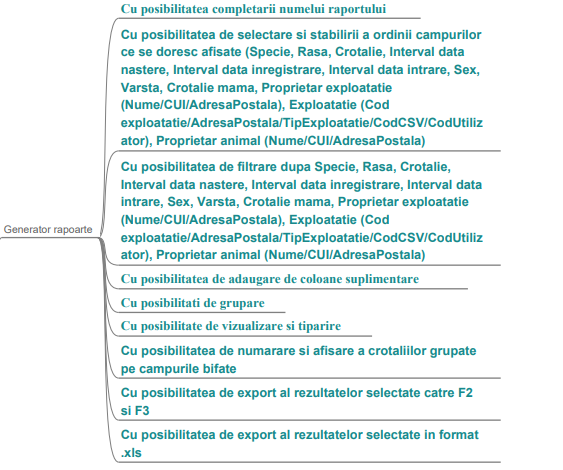 Cu posibilitatea completarii numelui raportului
Cu posibilitatea de selectare si stabilirii a ordinii campurilor
ce se doresc afisate (Specie, Rasa, Crotalie, Interval data
nastere, Interval data inregistrare, Interval data intrare, Sex,
Varsta, Crotalie mama, Proprietar exploatatie
(Nume/CUI/AdresaPostala), Exploatatie (Cod
exploatatie/AdresaPostala/TipExploatatie/CodCSV/CodUtiliz
ator), Proprietar animal (Nume/CUI/AdresaPostala)
Cu posibilitatea de filtrare dupa Specie, Rasa, Crotalie,
Interval data nastere, Interval data inregistrare, Interval data
intrare, Sex, Varsta, Crotalie mama, Proprietar exploatatie
(Nume/CUI/AdresaPostala), Exploatatie (Cod
exploatatie/AdresaPostala/TipExploatatie/CodCSV/CodUtiliz
ator), Proprietar animal (Nume/CUI/AdresaPostala)
Generator rapoarte
Cu posibilitatea de adaugare de coloane suplimentare
Cu posibilitati de grupare
Cu posibilitate de vizualizare si tiparire
Cu posibilitatea de numarare si afisare a crotaliilor grupate
pe campurile bifate
Cu posibilitatea de export al rezultatelor selectate catre F2
si F3
Cu posibilitatea de export al rezultatelor selectate in format
.xls